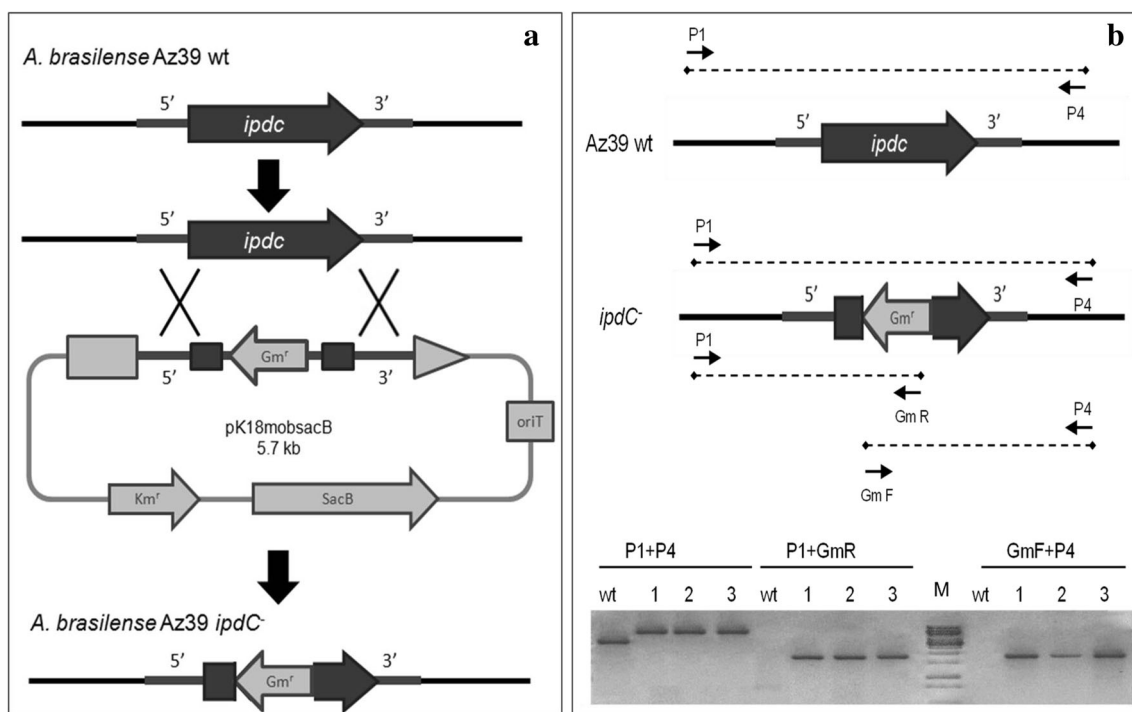 a
A. brasilense Az39 wt
5’ 3’
ipdc
5’ 3’
ipdc
Gmʳ
5’ 3’
pK18mobsacB
5.7 kb
oriT
Kmʳ SacB
A. brasilense Az39 ipdC⁻
5’ 3’
Gmʳ
b
P1
P4
5’ 3’
Az39 wt
ipdc
P1
P4
5’ 3’
ipdC⁻
Gmʳ
P1
Gm R
P4
Gm F
P1+P4 P1+GmR GmF+P4
wt 1 2 3 wt 1 2 3 M wt 1 2 3